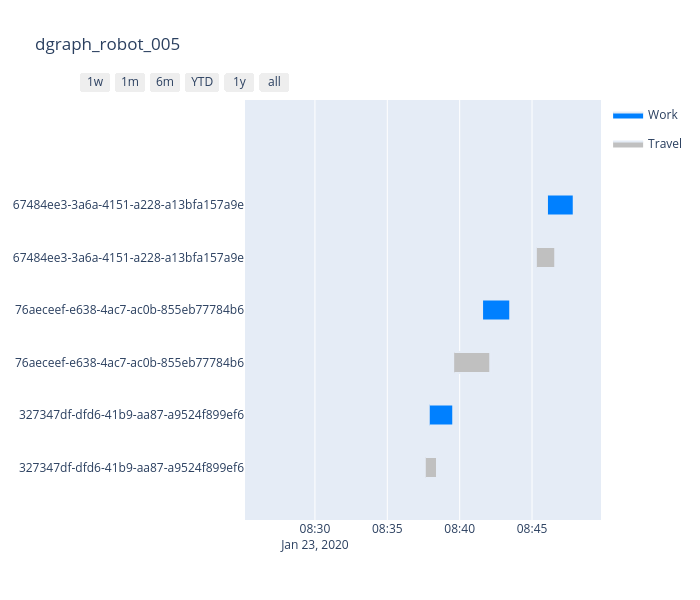 dgraph_robot_005
1w 1m 6m YTD 1y all
Work
Travel
67484ee3-3a6a-4151-a228-a13bfa157a9e
67484ee3-3a6a-4151-a228-a13bfa157a9e
76aeceef-e638-4ac7-ac0b-855eb77784b6
76aeceef-e638-4ac7-ac0b-855eb77784b6
327347df-dfd6-41b9-aa87-a9524f899ef6
327347df-dfd6-41b9-aa87-a9524f899ef6
08:30 08:35 08:40 08:45
Jan 23, 2020